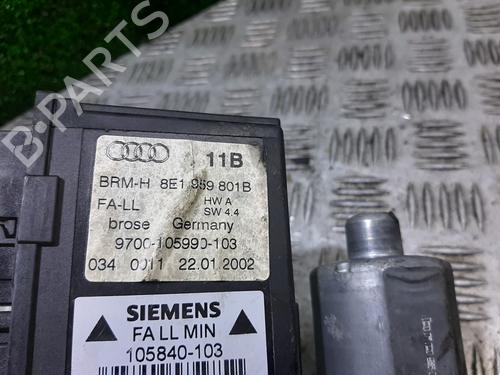 B-PARTS
11B
BRM-H 8E1 959 801B
FA-LL HW A
SW 4.4
brose Germany
9700-105990-103
034 0011 22.01.2002
SIEMENS
FA LL MIN
105840-103